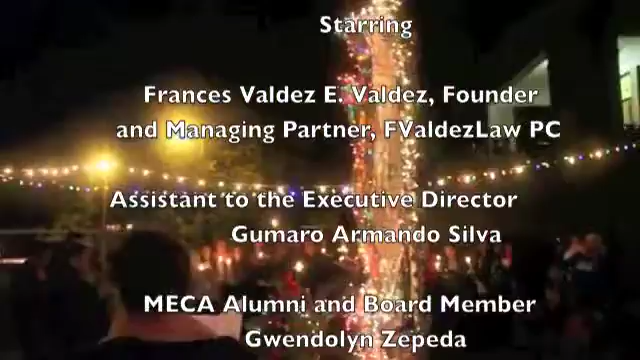 Starring
Frances Valdez E. Valdez, Founder
and Managing Partner, FValdezLaw PC
Assistant to the Executive Director
Gumaro Armando Silva
MECA Alumni and Board Member
Gwendolyn Zepeda